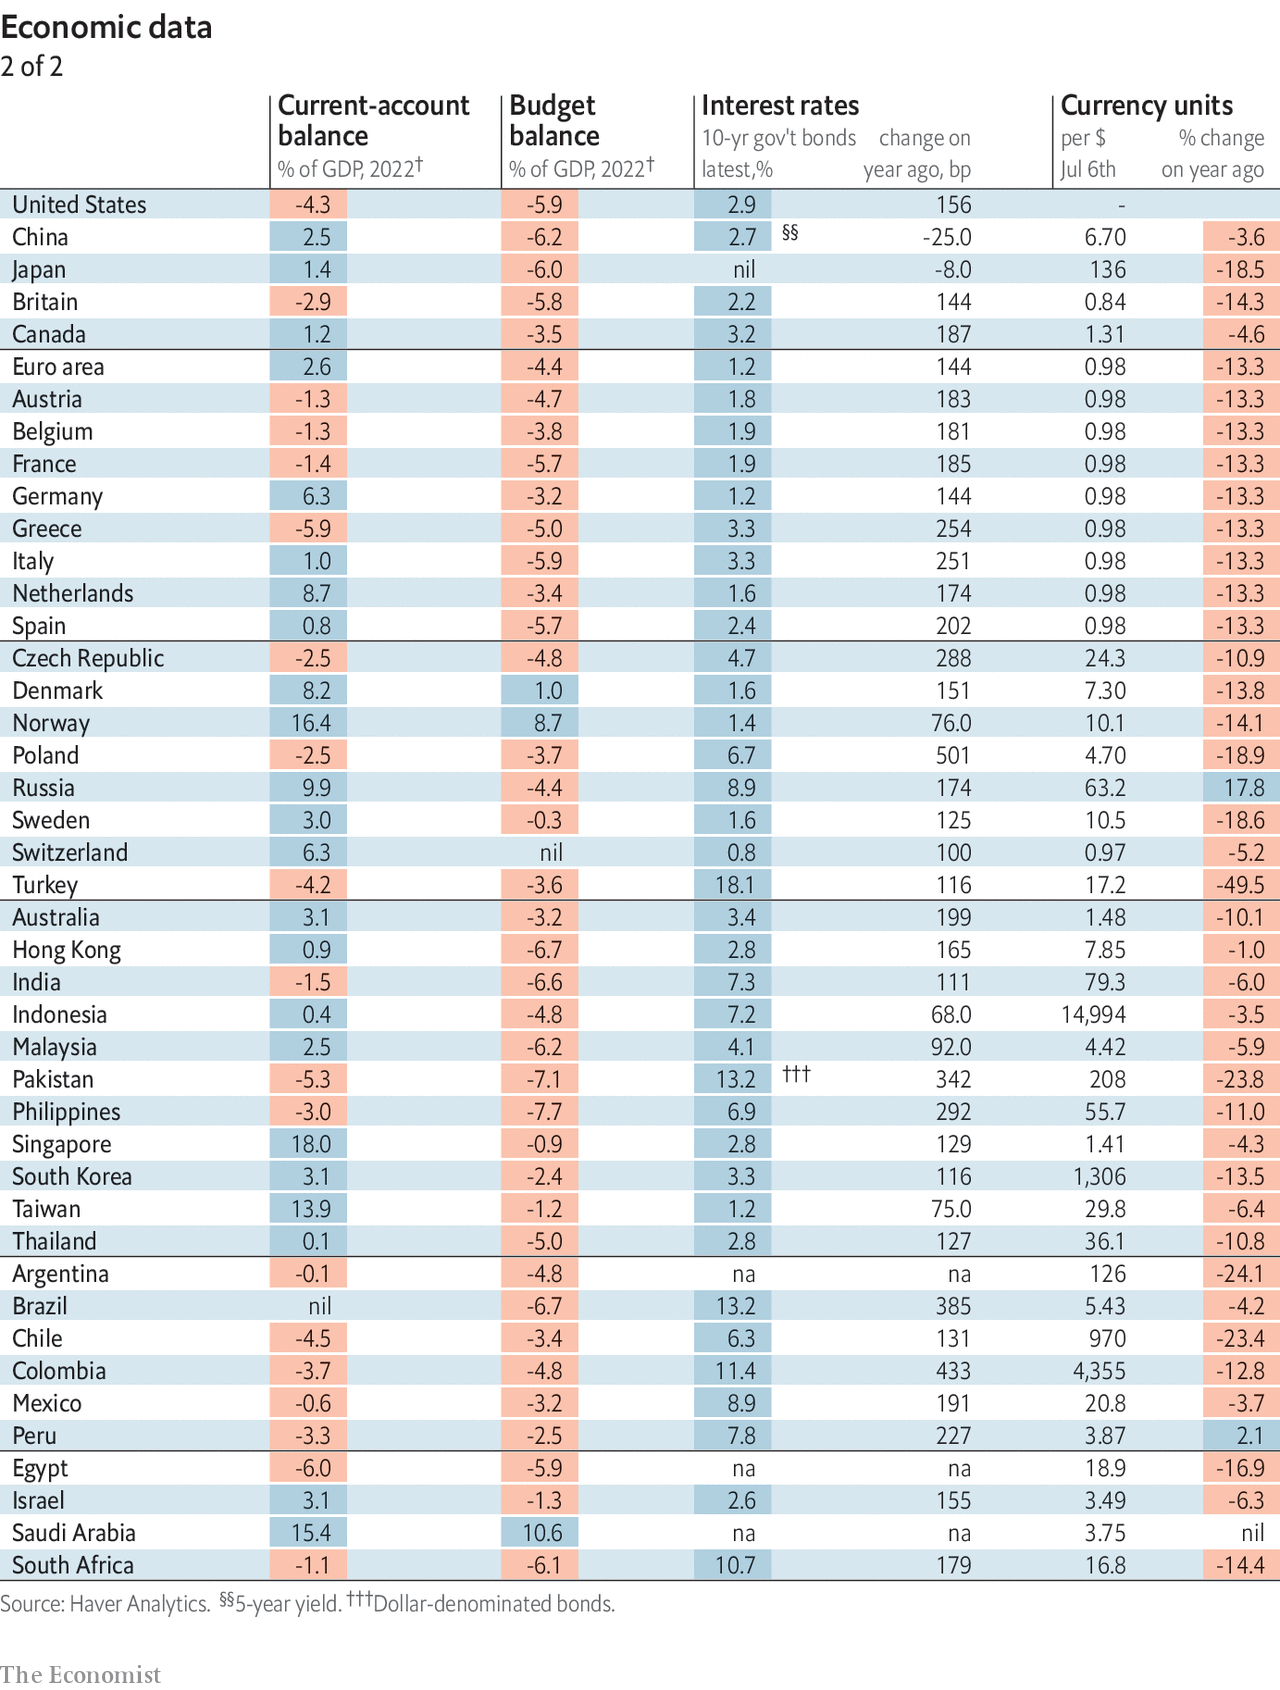 Economic data
2 of 2
Current-account balance % of GDP, 2022† Budget balance % of GDP, 2022† Interest rates 10-yr gov't bonds latest,% change on year ago, bp Currency units per $ Jul 6th % change on year ago
United States -4.3 -5.9 2.9 156 -
China 2.5 -6.2 2.7 §§ -25.0 6.70 -3.6
Japan 1.4 -6.0 nil -8.0 136 -18.5
Britain -2.9 -5.8 2.2 144 0.84 -14.3
Canada 1.2 -3.5 3.2 187 1.31 -4.6
Euro area 2.6 -4.4 1.2 144 0.98 -13.3
Austria -1.3 -4.7 1.8 183 0.98 -13.3
Belgium -1.3 -3.8 1.9 181 0.98 -13.3
France -1.4 -5.7 1.9 185 0.98 -13.3
Germany 6.3 -3.2 1.2 144 0.98 -13.3
Greece -5.9 -5.0 3.3 254 0.98 -13.3
Italy 1.0 -5.9 3.3 251 0.98 -13.3
Netherlands 8.7 -3.4 1.6 174 0.98 -13.3
Spain 0.8 -5.7 2.4 202 0.98 -13.3
Czech Republic -2.5 -4.8 4.7 288 24.3 -10.9
Denmark 8.2 1.0 1.6 151 7.30 -13.8
Norway 16.4 8.7 1.4 76.0 10.1 -14.1
Poland -2.5 -3.7 6.7 501 4.70 -18.9
Russia 9.9 -4.4 8.9 174 63.2 17.8
Sweden 3.0 -0.3 1.6 125 10.5 -18.6
Switzerland 6.3 nil 0.8 100 0.97 -5.2
Turkey -4.2 -3.6 18.1 116 17.2 -49.5
Australia 3.1 -3.2 3.4 199 1.48 -10.1
Hong Kong 0.9 -6.7 2.8 165 7.85 -1.0
India -1.5 -6.6 7.3 111 79.3 -6.0
Indonesia 0.4 -4.8 7.2 68.0 14,994 -3.5
Malaysia 2.5 -6.2 4.1 92.0 4.42 -5.9
Pakistan -5.3 -7.1 13.2 ††† 342 208 -23.8
Philippines -3.0 -7.7 6.9 292 55.7 -11.0
Singapore 18.0 -0.9 2.8 129 1.41 -4.3
South Korea 3.1 -2.4 3.3 116 1,306 -13.5
Taiwan 13.9 -1.2 1.2 75.0 29.8 -6.4
Thailand 0.1 -5.0 2.8 127 36.1 -10.8
Argentina -0.1 -4.8 na na 126 -24.1
Brazil nil -6.7 13.2 385 5.43 -4.2
Chile -4.5 -3.4 6.3 131 970 -23.4
Colombia -3.7 -4.8 11.4 433 4,355 -12.8
Mexico -0.6 -3.2 8.9 191 20.8 -3.7
Peru -3.3 -2.5 7.8 227 3.87 2.1
Egypt -6.0 -5.9 na na 18.9 -16.9
Israel 3.1 -1.3 2.6 155 3.49 -6.3
Saudi Arabia 15.4 10.6 na na 3.75 nil
South Africa -1.1 -6.1 10.7 179 16.8 -14.4
Source: Haver Analytics. §§5-year yield. †††Dollar-denominated bonds.
The Economist